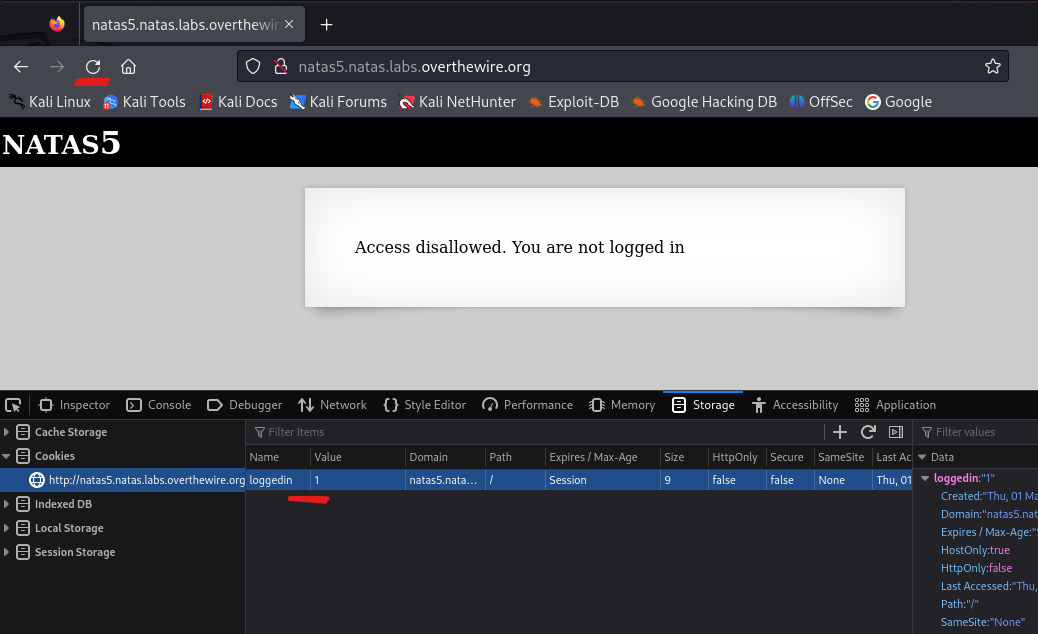 natas5.natas.labs.overthewir
natas5.natas.labs.overthewire.org
Kali Linux Kali Tools Kali Docs Kali Forums Kali NetHunter Exploit-DB Google Hacking DB OffSec Google
NATAS5
Access disallowed. You are not logged in
Inspector Console Debugger Network Style Editor Performance Memory Storage Accessibility Application
Cache Storage Filter Items Filter values
Cookies Name Value Domain Path Expires / Max-Age Size HttpOnly Secure SameSite Last Ac Data
http://natas5.natas.labs.overthewire.org loggedin 1 natas5.nata... / Session 9 false false None Thu, 01 loggedin:"1"
Created:"Thu, 01 Ma
Indexed DB Domain:"natas5.nat
Local Storage Expires / Max-Age:"S
Session Storage HostOnly:true
HttpOnly:false
Last Accessed:"Thu,
Path:"/"
SameSite:"None"